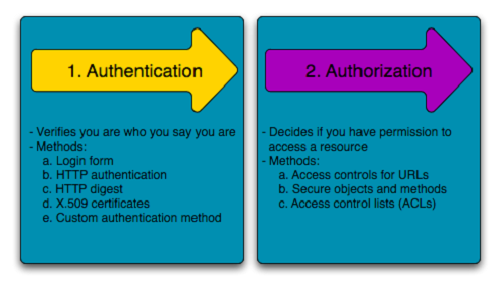 1. Authentication
- Verifies you are who you say you are
- Methods:
a. Login form
b. HTTP authentication
c. HTTP digest
d. X.509 certificates
e. Custom authentication method
2. Authorization
- Decides if you have permission to
access a resource
- Methods:
a. Access controls for URLs
b. Secure objects and methods
c. Access control lists (ACLs)